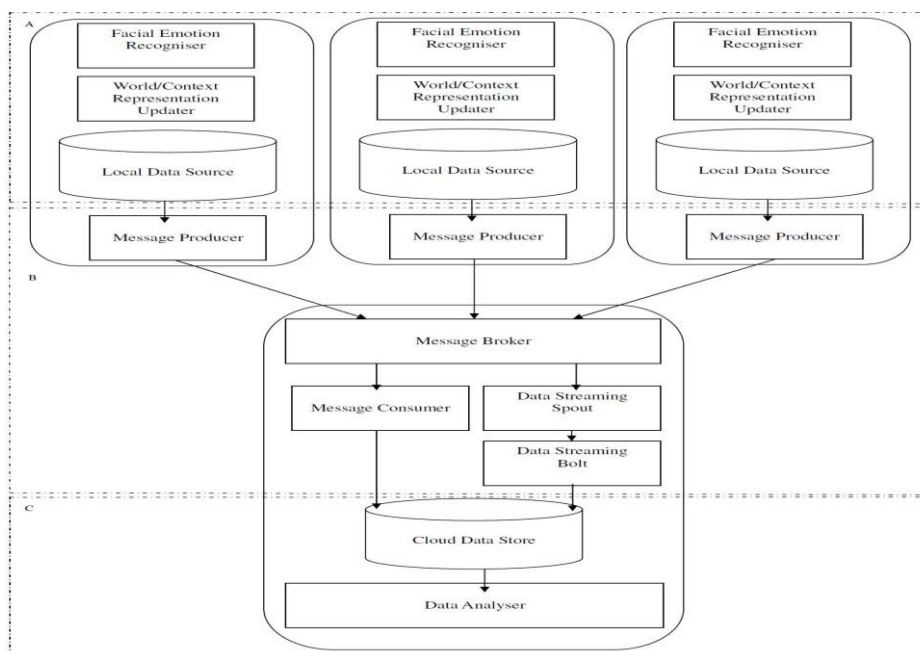 A
Facial Emotion
Recogniser
World/Context
Representation
Updater
Local Data Source
Message Producer
Facial Emotion
Recogniser
World/Context
Representation
Updater
Local Data Source
Message Producer
Facial Emotion
Recogniser
World/Context
Representation
Updater
Local Data Source
Message Producer
B
Message Broker
Message Consumer
Data Streaming
Spout
Data Streaming
Bolt
C
Cloud Data Store
Data Analyser